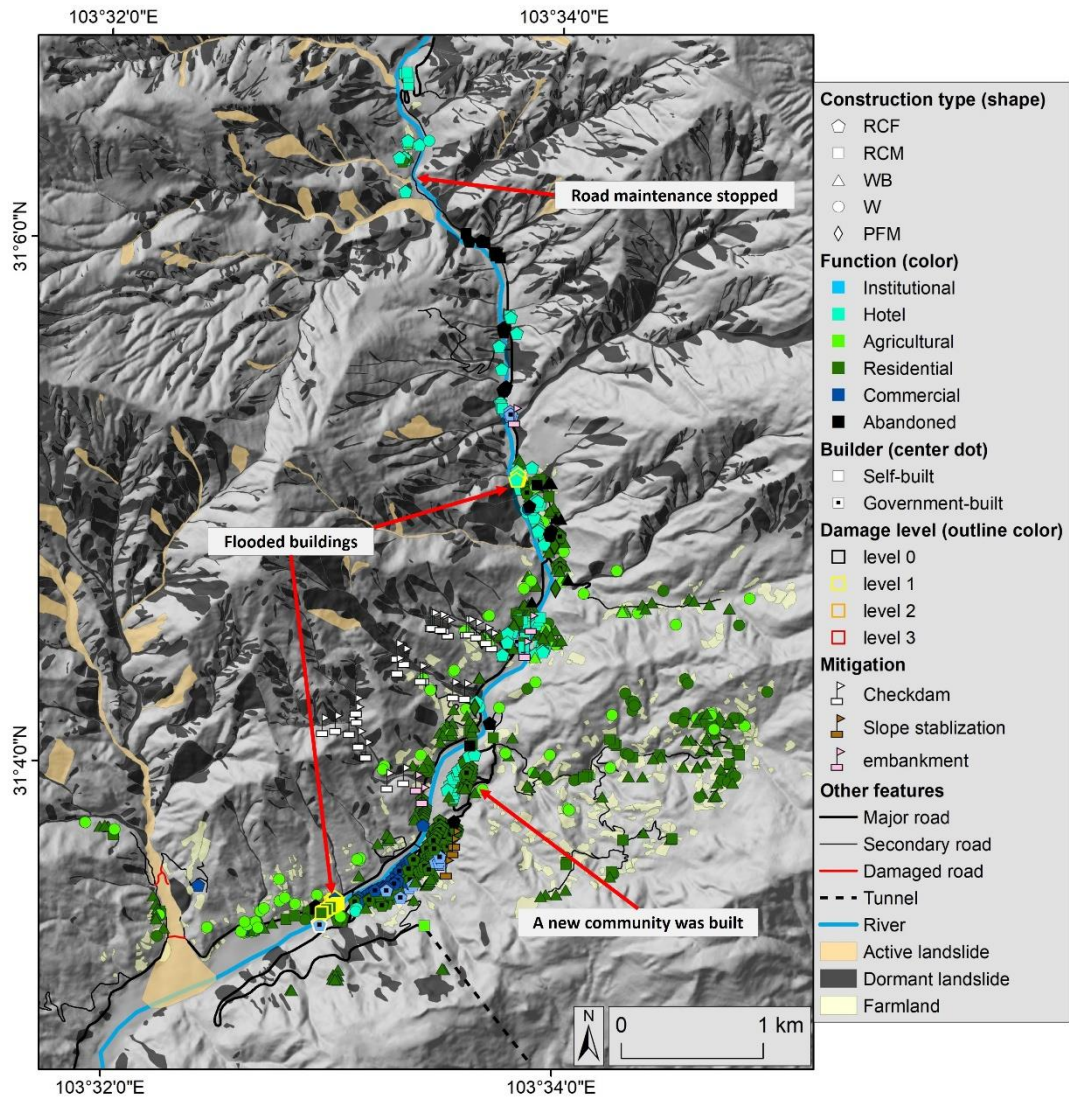 103°32'0"E
103°34'0"E
31°6'0"N
31°4'0"N
Road maintenance stopped
Flooded buildings
A new community was built
N
0
1 km
103°32'0"E
103°34'0"E
Construction type (shape)
RCF
RCM
WB
W
PFM
Function (color)
Institutional
Hotel
Agricultural
Residential
Commercial
Abandoned
Builder (center dot)
Self-built
Government-built
Damage level (outline color)
level 0
level 1
level 2
level 3
Mitigation
Checkdam
Slope stablization
embankment
Other features
Major road
Secondary road
Damaged road
Tunnel
River
Active landslide
Dormant landslide
Farmland